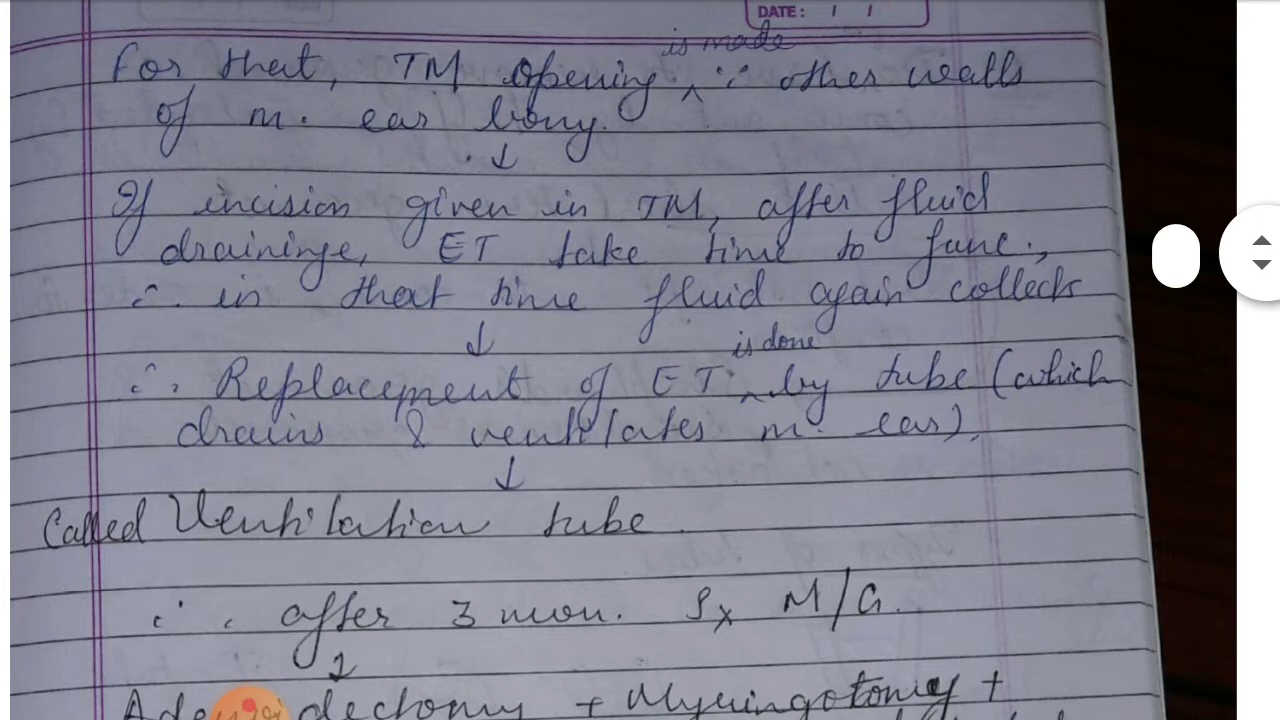 DATE: / /
is made
For that, TM Opening ^ ∵ other walls
of m. ear bony.
↓
If incision given in TM, after fluid
draininge, ET take time to func.,
∴ in that time fluid again collects
↓
is done
∴ Replacement of ET ^ by tube (which
drains & ventilates m. ear).
↓
Called Ventilation tube.
∴ after 3 mon. Sx M/G.
↓
dectomy + Myringotomy +